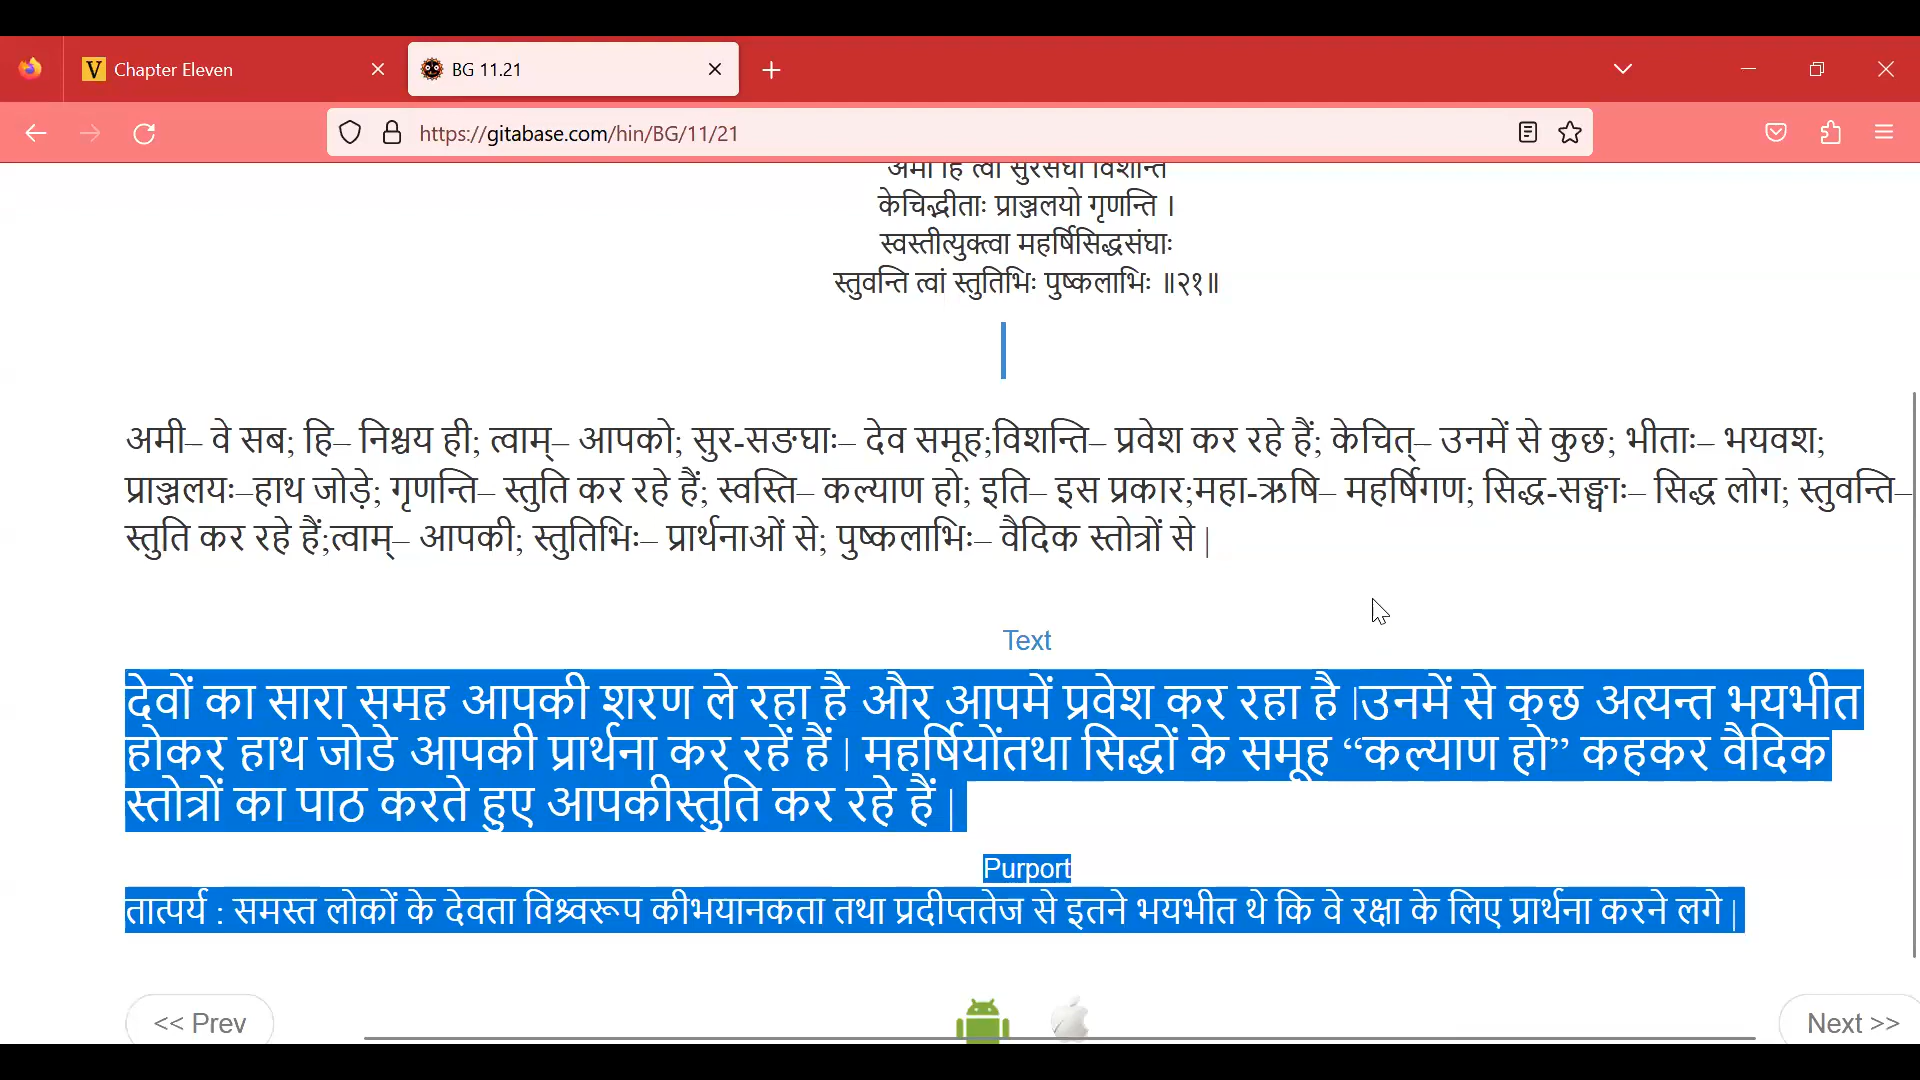 Chapter Eleven
BG 11.21
https://gitabase.com/hin/BG/11/21
अमी हि त्वां सुरसंघा विशन्ति
केचिद्भीताः प्राञ्जलयो गृणन्ति ।
स्वस्तीत्युक्त्वा महर्षिसिद्धसंघाः
स्तुवन्ति त्वां स्तुतिभिः पुष्कलाभिः ॥२१॥
अमी– वे सब; हि– निश्चय ही; त्वाम्– आपको; सुर-सङघाः– देव समूह;विशन्ति– प्रवेश कर रहे हैं; केचित्– उनमें से कुछ; भीताः– भयवश;
प्राञ्जलयः–हाथ जोड़े; गृणन्ति– स्तुति कर रहे हैं; स्वस्ति– कल्याण हो; इति– इस प्रकार;महा-ऋषि– महर्षिगण; सिद्ध-सङ्घाः– सिद्ध लोग; स्तुवन्ति–
स्तुति कर रहे हैं;त्वाम्– आपकी; स्तुतिभिः– प्रार्थनाओं से; पुष्कलाभिः– वैदिक स्तोत्रों से |
Text
देवों का सारा समूह आपकी शरण ले रहा है और आपमें प्रवेश कर रहा है |उनमें से कुछ अत्यन्त भयभीत
होकर हाथ जोड़े आपकी प्रार्थना कर रहें हैं | महर्षियोंतथा सिद्धों के समूह “कल्याण हो” कहकर वैदिक
स्तोत्रों का पाठ करते हुए आपकीस्तुति कर रहे हैं |
Purport
तात्पर्य : समस्त लोकों के देवता विश्र्वरूप कीभयानकता तथा प्रदीप्ततेज से इतने भयभीत थे कि वे रक्षा के लिए प्रार्थना करने लगे |
<< Prev
Next >>